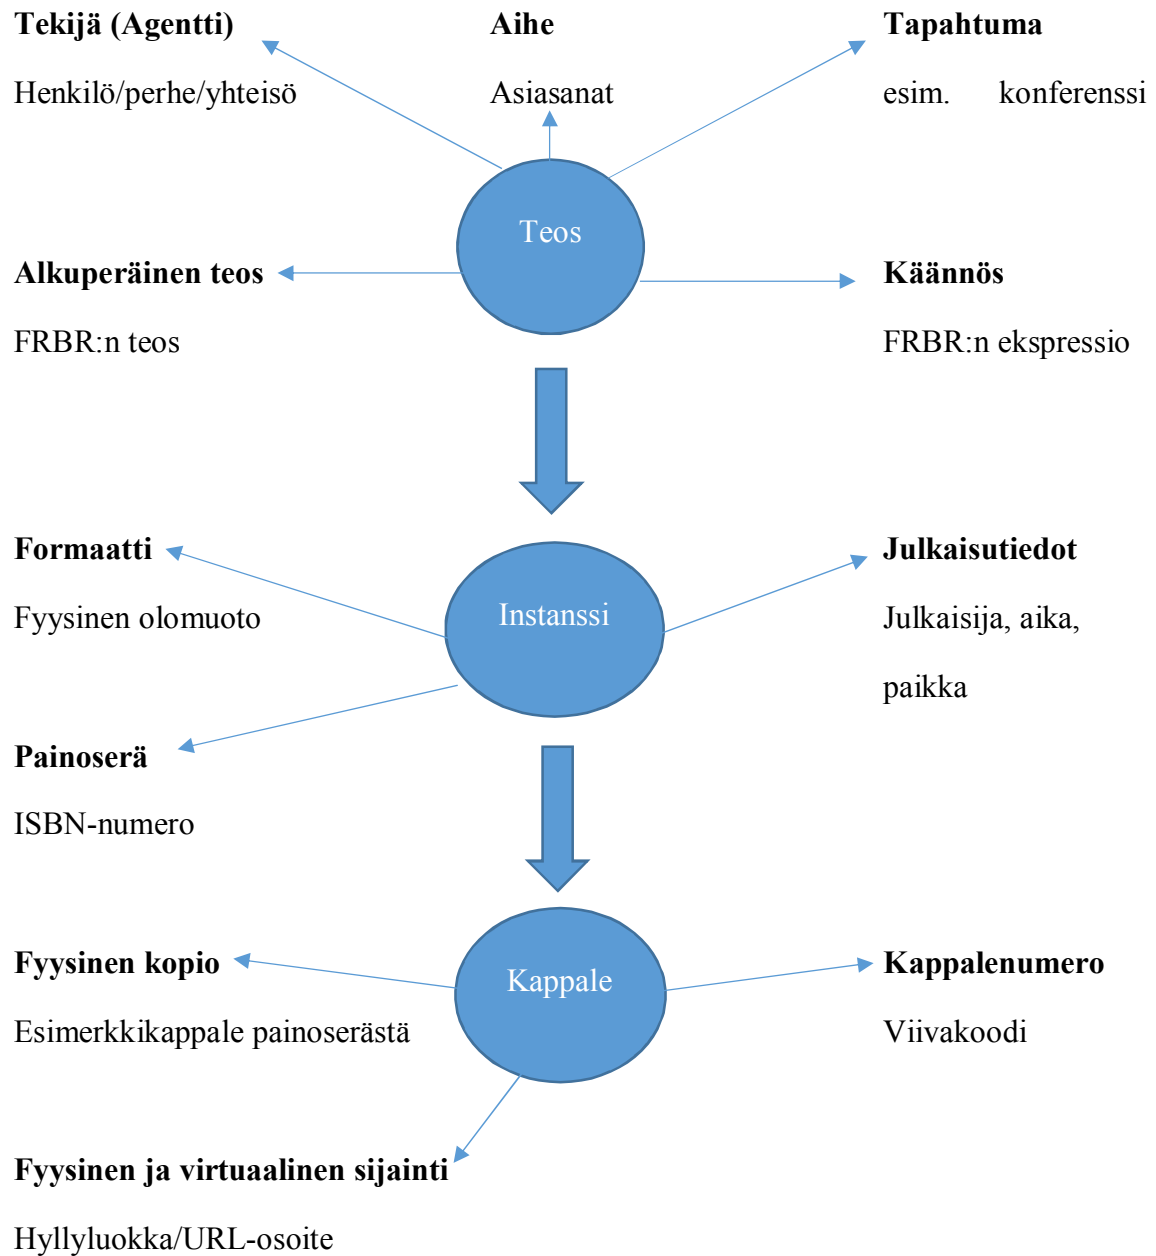 Tekijä (Agentti)
Henkilö/perhe/yhteisö
Aihe
Asiasanat
Tapahtuma
esim. konferenssi
Teos
Alkuperäinen teos
FRBR:n teos
Käännös
FRBR:n ekspressio
Formaatti
Fyysinen olomuoto
Instanssi
Julkaisutiedot
Julkaisija, aika,
paikka
Painoserä
ISBN-numero
Fyysinen kopio
Esimerkkikappale painoserästä
Kappale
Kappalenumero
Viivakoodi
Fyysinen ja virtuaalinen sijainti
Hyllyluokka/URL-osoite